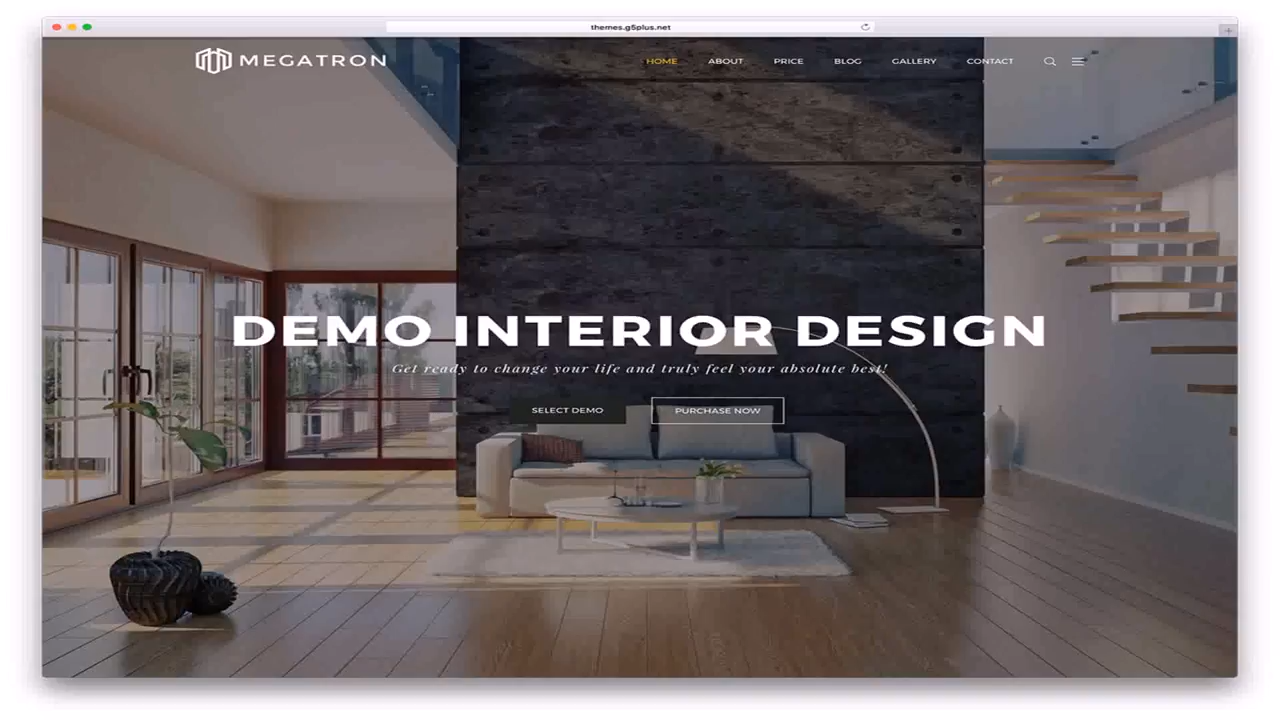 themes.g5plus.net
MEGATRON
HOME ABOUT PRICE BLOG GALLERY CONTACT
DEMO INTERIOR DESIGN
Get ready to change your life and truly feel your absolute best!
SELECT DEMO PURCHASE NOW